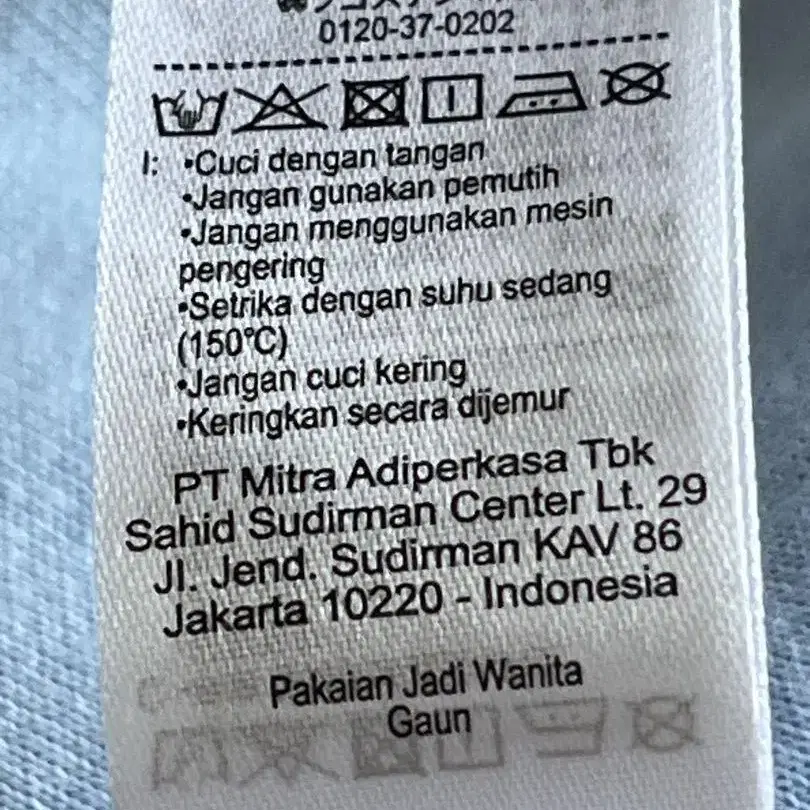 0120-37-0202
I: •Cuci dengan tangan
•Jangan gunakan pemutih
•Jangan menggunakan mesin
pengering
•Setrika dengan suhu sedang
(150℃)
•Jangan cuci kering
•Keringkan secara dijemur
PT Mitra Adiperkasa Tbk
Sahid Sudirman Center Lt. 29
Jl. Jend. Sudirman KAV 86
Jakarta 10220 - Indonesia
Pakaian Jadi Wanita
Gaun